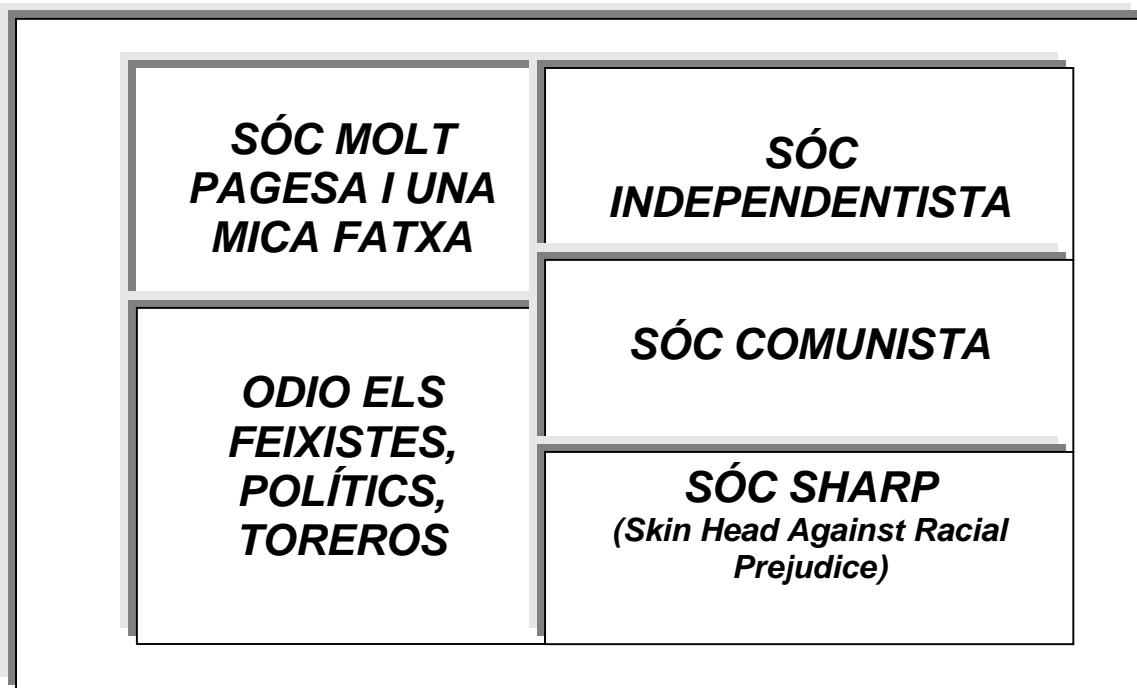 SÓC MOLT
PAGESA I UNA
MICA FATXA
SÓC
INDEPENDENTISTA
SÓC COMUNISTA
ODIO ELS
FEIXISTES,
POLÍTICS,
TOREROS
SÓC SHARP
(Skin Head Against Racial
Prejudice)